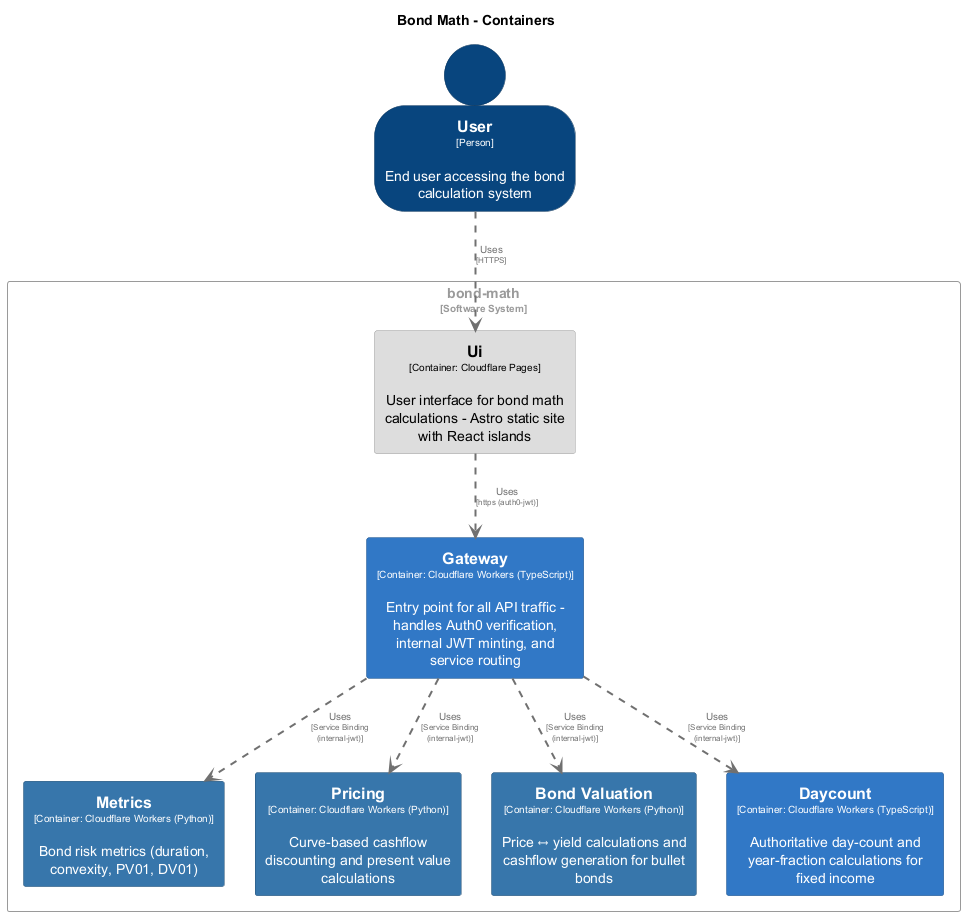 Bond Math - Containers
User
[Person]
End user accessing the bond
calculation system
Uses
[HTTPS]
bond-math
[Software System]
Ui
[Container: Cloudflare Pages]
User interface for bond math
calculations - Astro static site
with React islands
Uses
[https (auth0-jwt)]
Gateway
[Container: Cloudflare Workers (TypeScript)]
Entry point for all API traffic -
handles Auth0 verification,
internal JWT minting, and
service routing
Uses
[Service Binding
(internal-jwt)]
Uses
[Service Binding
(internal-jwt)]
Uses
[Service Binding
(internal-jwt)]
Uses
[Service Binding
(internal-jwt)]
Metrics
[Container: Cloudflare Workers (Python)]
Bond risk metrics (duration,
convexity, PV01, DV01)
Pricing
[Container: Cloudflare Workers (Python)]
Curve-based cashflow
discounting and present value
calculations
Bond Valuation
[Container: Cloudflare Workers (Python)]
Price ↔ yield calculations and
cashflow generation for bullet
bonds
Daycount
[Container: Cloudflare Workers (TypeScript)]
Authoritative day-count and
year-fraction calculations for
fixed income